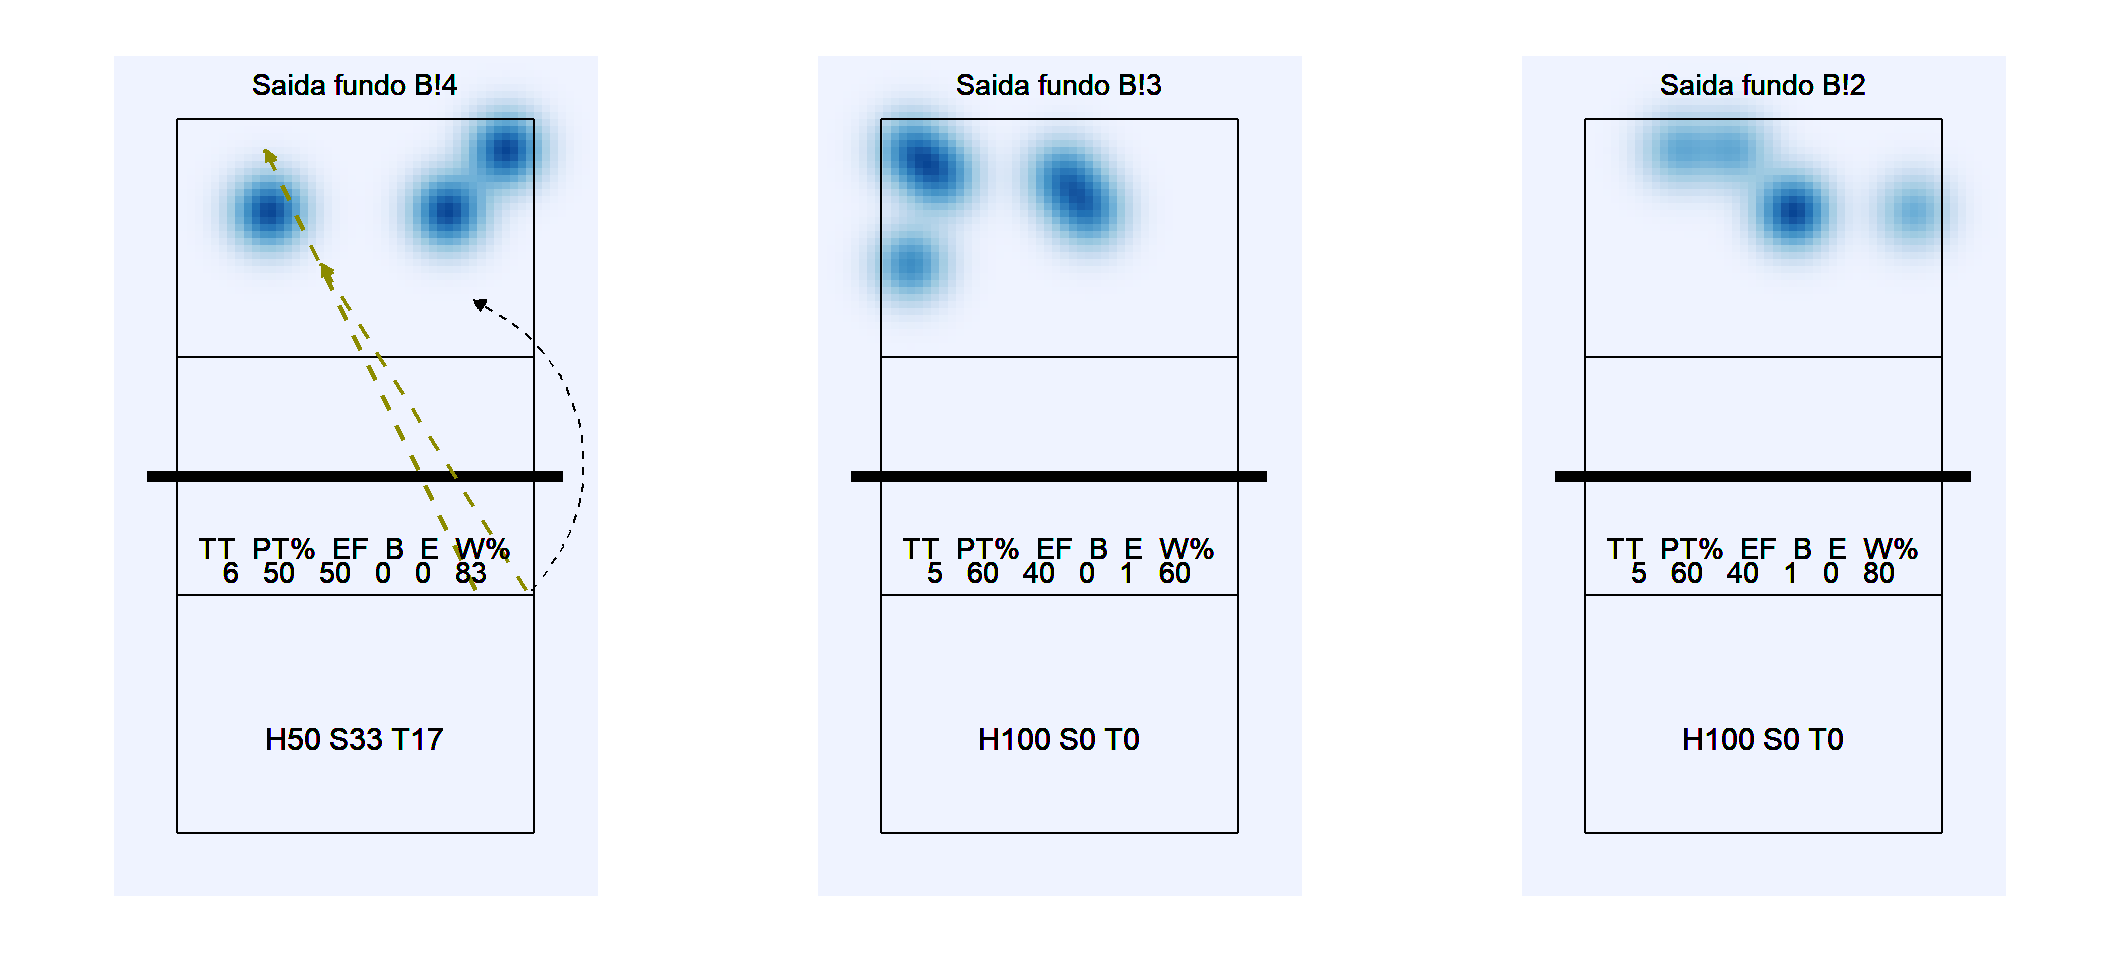 Saida fundo B!4
TT PT% EF B E W%
6 50 50 0 0 83
H50 S33 T17
Saida fundo B!3
TT PT% EF B E W%
5 60 40 0 1 60
H100 S0 T0
Saida fundo B!2
TT PT% EF B E W%
5 60 40 1 0 80
H100 S0 T0